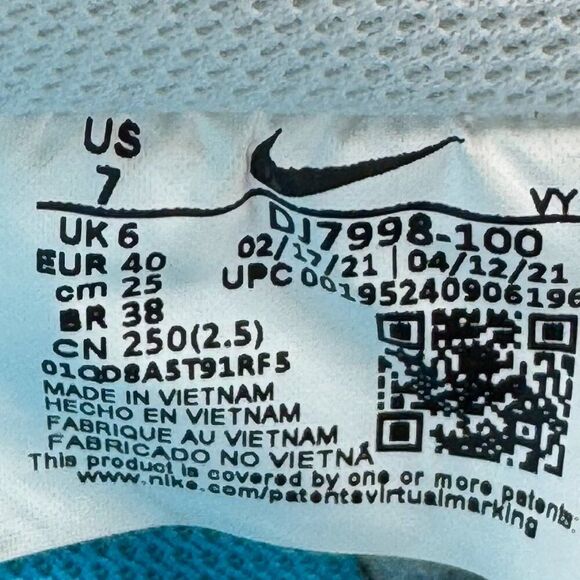 US
7
VY
UK 6
DJ7998-100
EUR 40
02/17/21 | 04/12/21
cm 25
UPC 00195240906196
BR 38
CN 250(2.5)
01QD8A5T91RF5
MADE IN VIETNAM
HECHO EN VIETNAM
FABRIQUE AU VIETNAM
FABRICADO NO VIETNÃ
This product is covered by one or more patents.
www.nike.com/patentsvirtualmarking